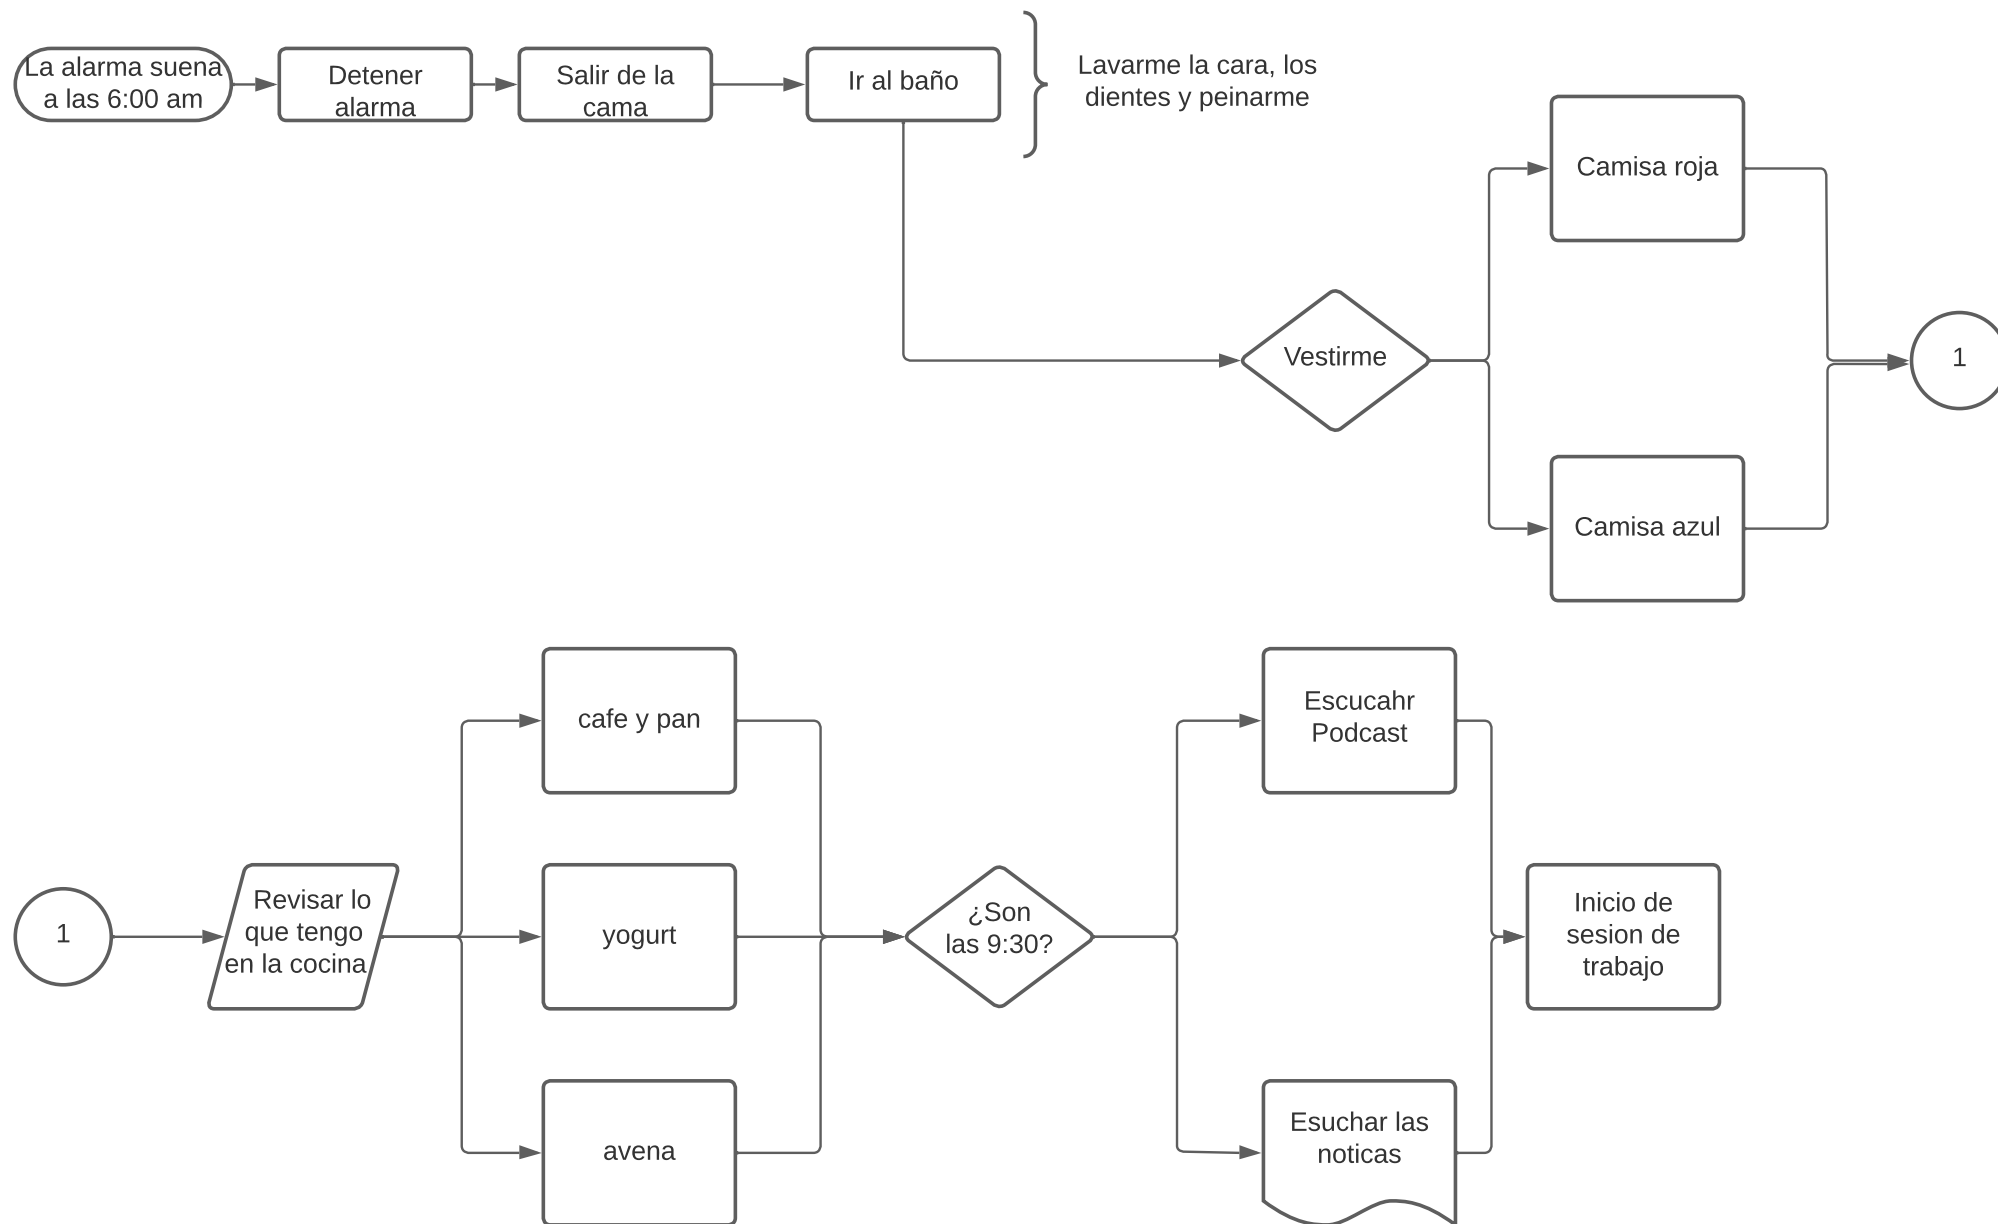 La alarma suena
a las 6:00 am
Detener
alarma
Salir de la
cama
Ir al baño
Lavarme la cara, los
dientes y peinarme
Camisa roja
Vestirme
1
Camisa azul
cafe y pan
Escucahr
Podcast
1
Revisar lo
que tengo
en la cocina
yogurt
¿Son
las 9:30?
Inicio de
sesion de
trabajo
avena
Esuchar las
noticas